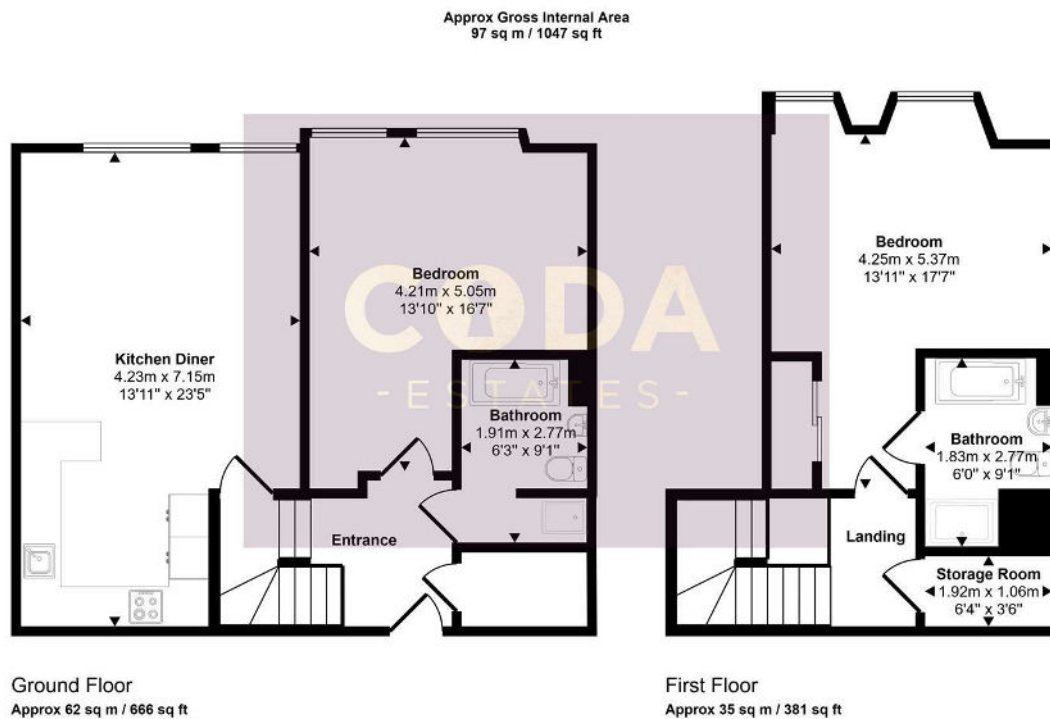 Approx Gross Internal Area
97 sq m / 1047 sq ft
Kitchen Diner
4.23m x 7.15m
13'11" x 23'5"
Bedroom
4.21m x 5.05m
13'10" x 16'7"
CODA
-ESTATES-
Bathroom
1.91m x 2.77m
6'3" x 9'1"
Entrance
Bedroom
4.25m x 5.37m
13'11" x 17'7"
Bathroom
1.83m x 2.77m
6'0" x 9'1"
Landing
Storage Room
1.92m x 1.06m
6'4" x 3'6"
Ground Floor
Approx 62 sq m / 666 sq ft
First Floor
Approx 35 sq m / 381 sq ft